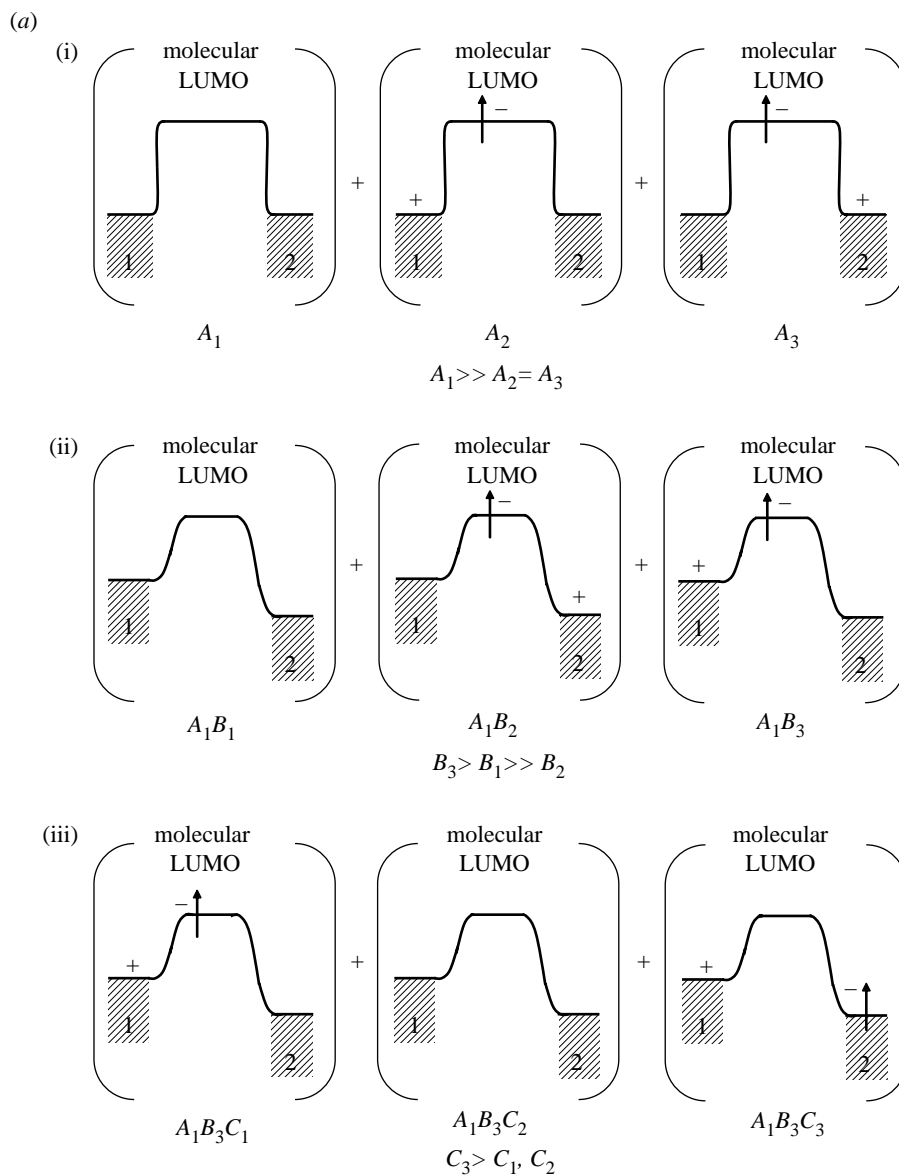 (a)
(i) molecular LUMO molecular LUMO molecular LUMO
− −
+ + + +
1 2 1 2 1 2
A₁ A₂ A₃
A₁ >> A₂ = A₃
(ii) molecular LUMO molecular LUMO molecular LUMO
− −
+ + + +
1 2 1 2 1 2
A₁B₁ A₁B₂ A₁B₃
B₃ > B₁ >> B₂
(iii) molecular LUMO molecular LUMO molecular LUMO
−
+ + + +
−
1 2 1 2 1 2
A₁B₃C₁ A₁B₃C₂ A₁B₃C₃
C₃ > C₁, C₂